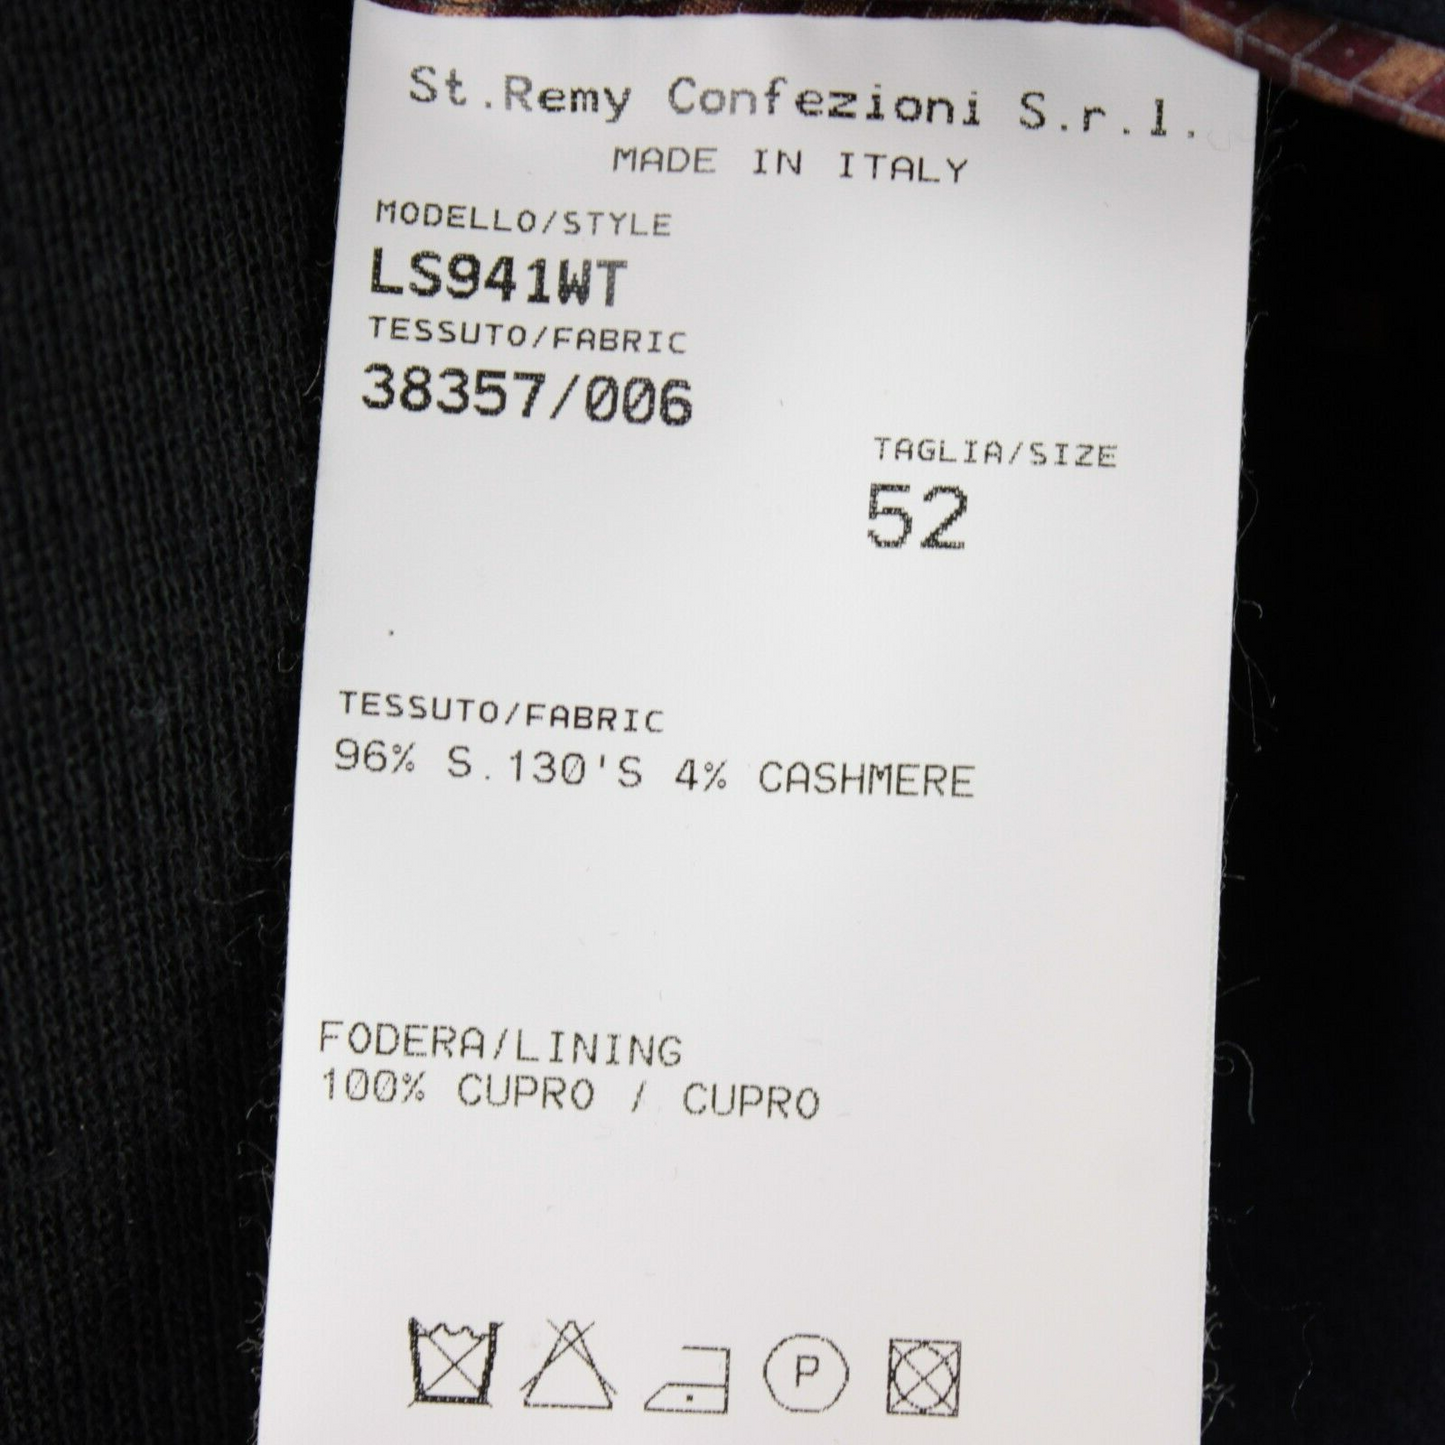 St.Remy Confezioni S.r.l.
MADE IN ITALY
MODELLO/STYLE
LS941WT
TESSUTO/FABRIC
38357/006
TAGLIA/SIZE
52
TESSUTO/FABRIC
96% S.130'S 4% CASHMERE
FODERA/LINING
100% CUPRO / CUPRO
P